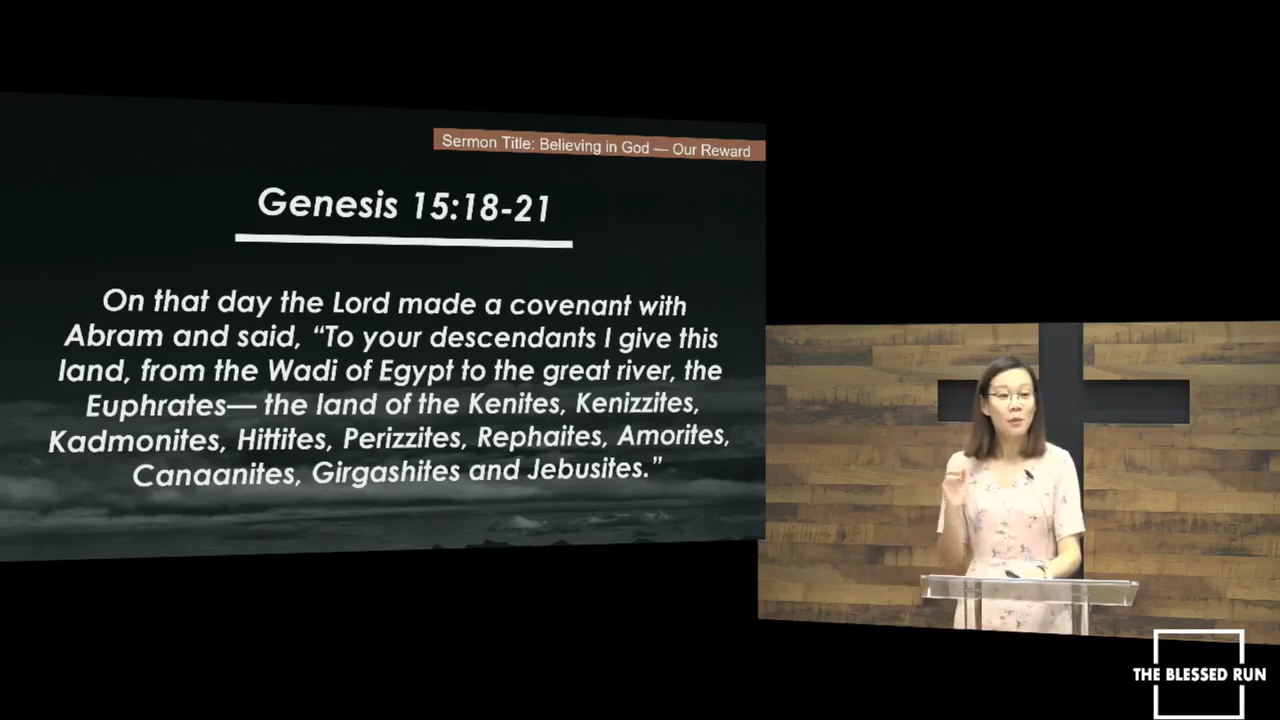 Sermon Title: Believing in God — Our Reward
Genesis 15:18-21
On that day the Lord made a covenant with
Abram and said, “To your descendants I give this
land, from the Wadi of Egypt to the great river, the
Euphrates— the land of the Kenites, Kenizzites,
Kadmonites, Hittites, Perizzites, Rephaites, Amorites,
Canaanites, Girgashites and Jebusites.”
THE BLESSED RUN